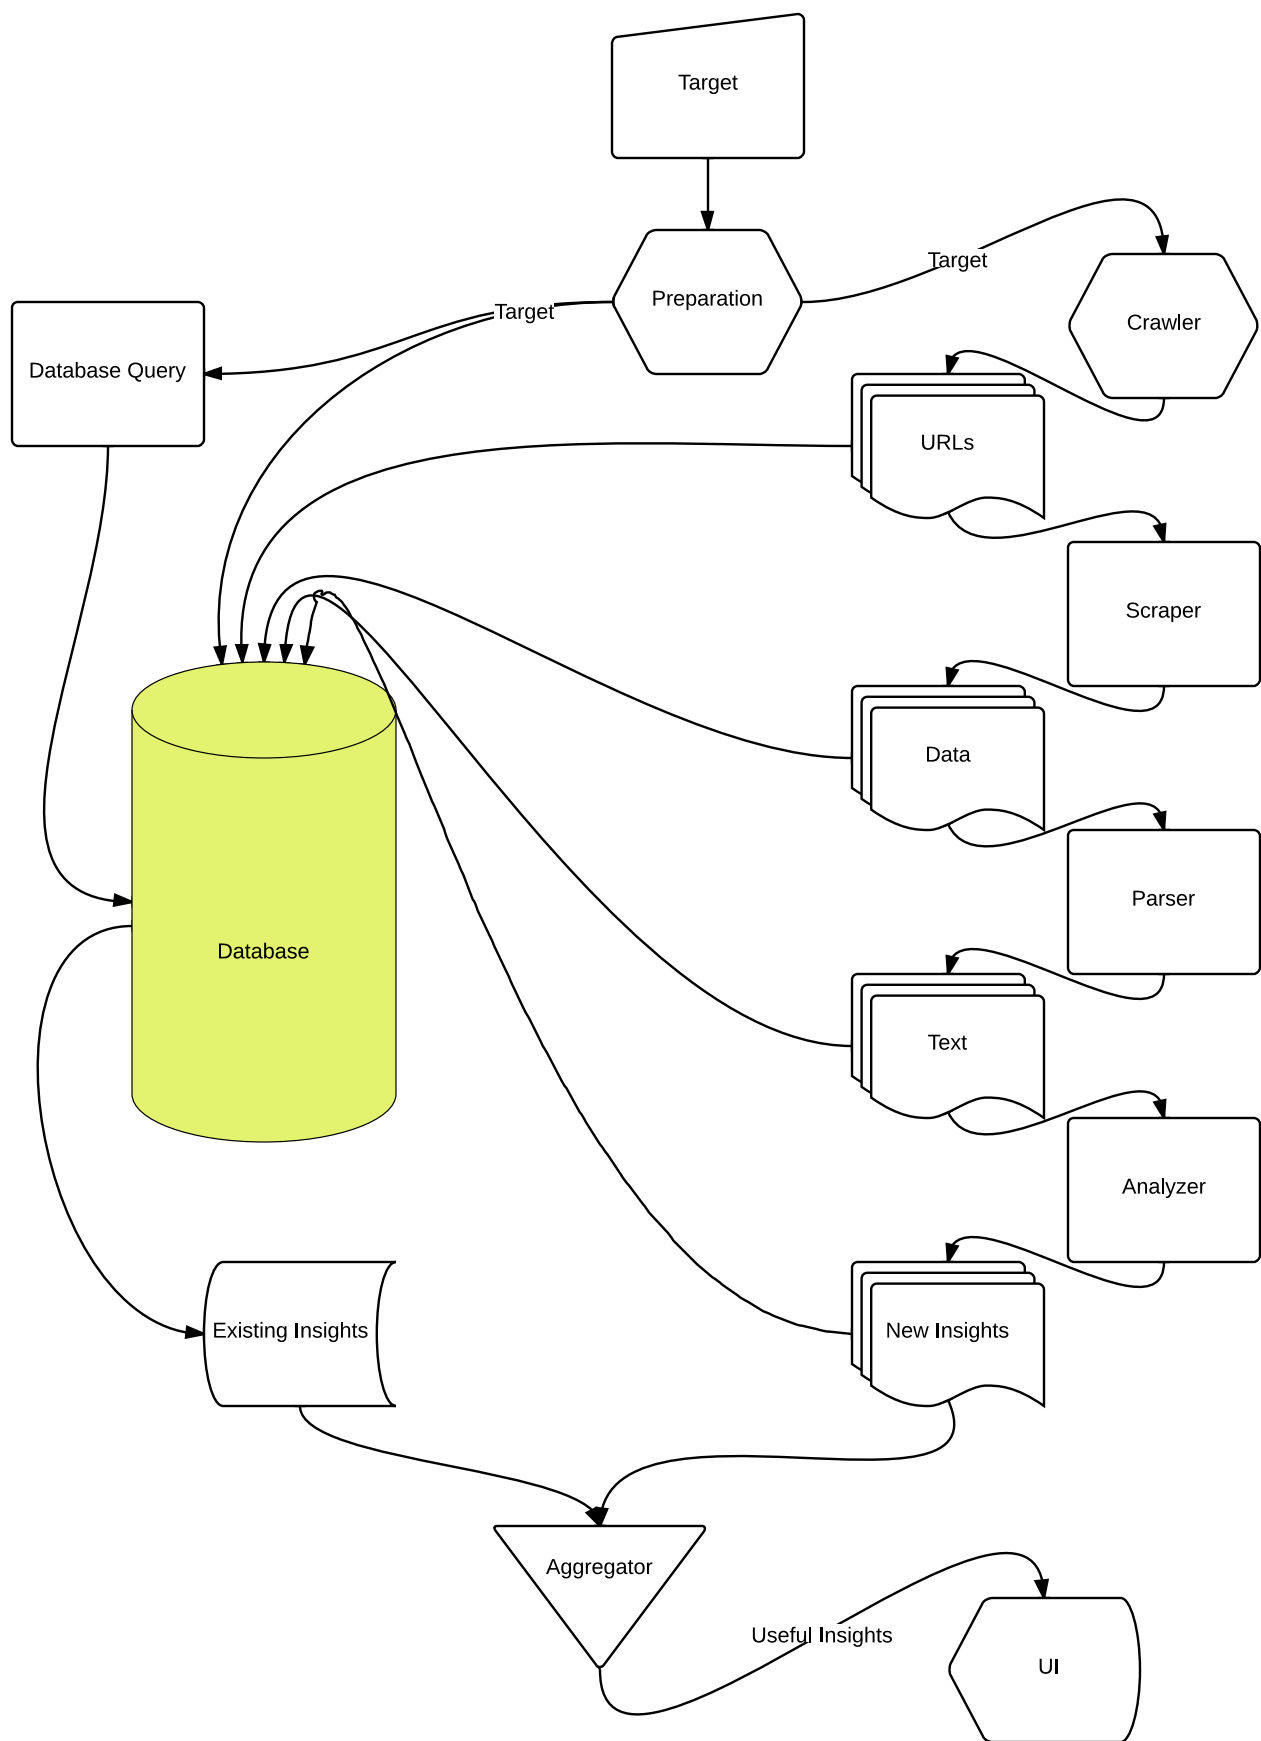 Target
Target
Preparation
Target
Crawler
Database Query
URLs
Scraper
Data
Parser
Database
Text
Analyzer
Existing Insights
New Insights
Aggregator
Useful Insights
UI